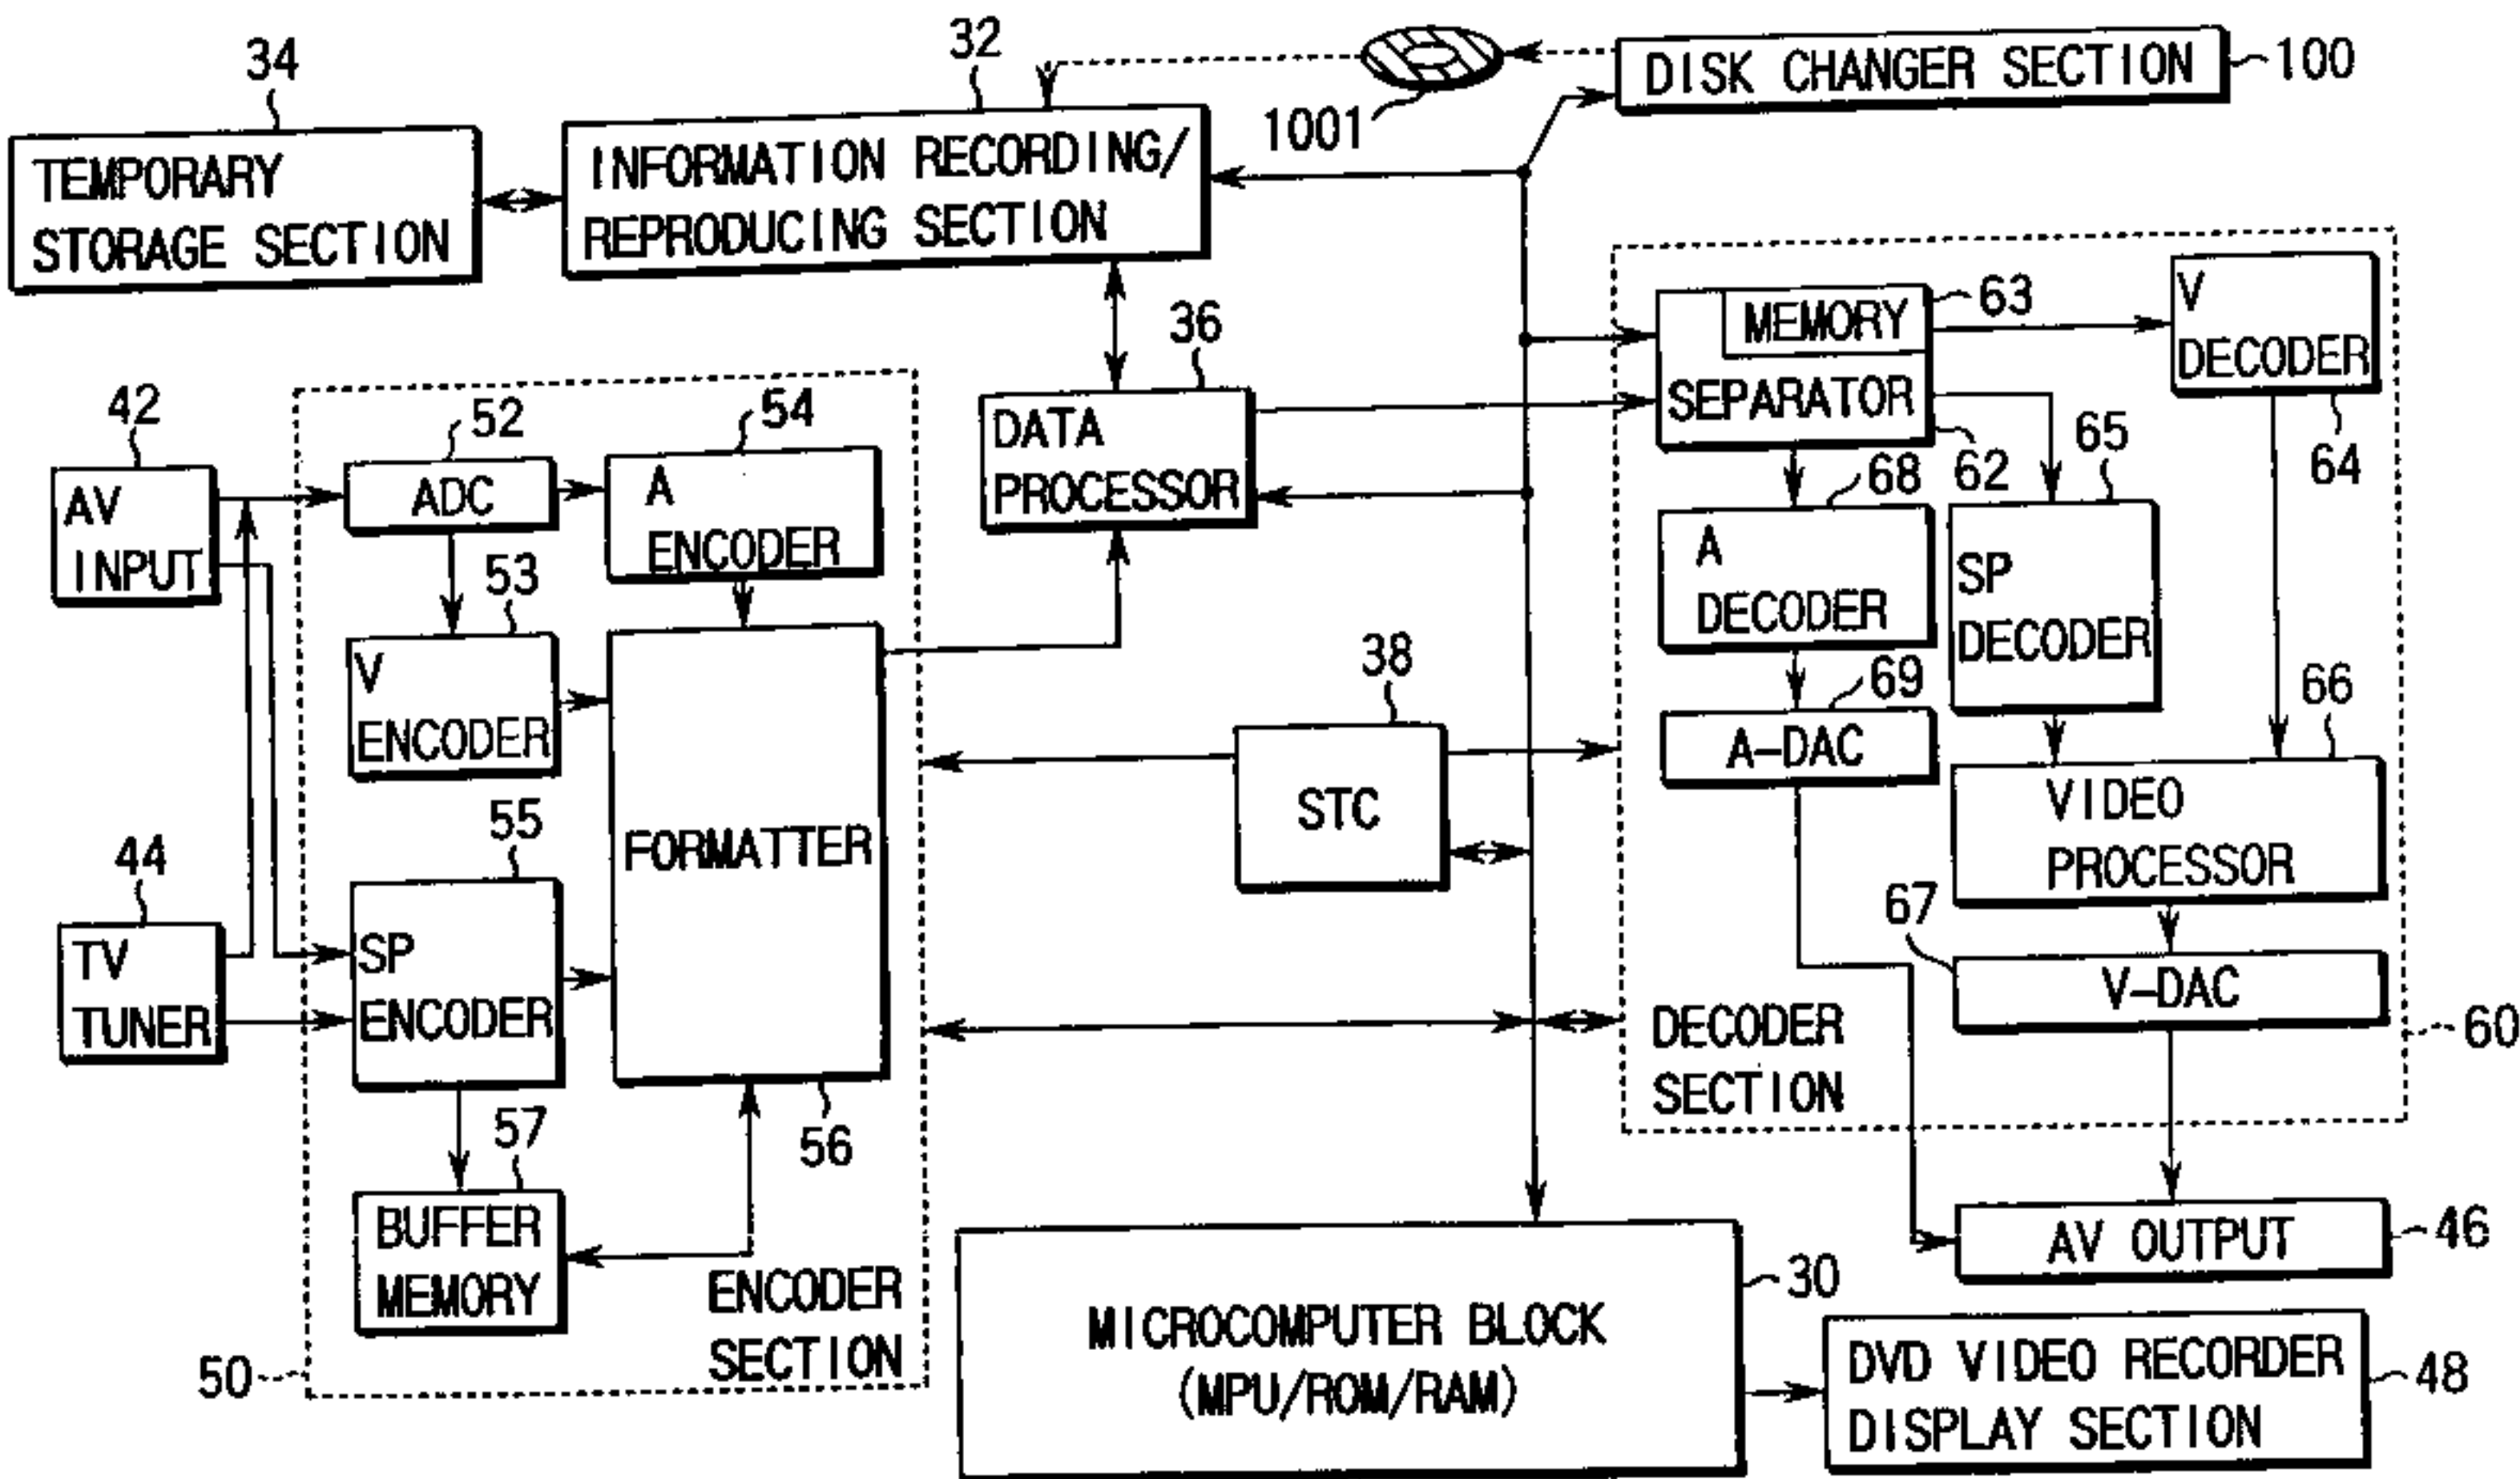 34
32
DISK CHANGER SECTION
100
1001
TEMPORARY
STORAGE SECTION
INFORMATION RECORDING/
REPRODUCING SECTION
36
MEMORY
63
SEPARATOR
62
V
DECODER
64
42
AV
INPUT
52
ADC
54
A
ENCODER
DATA
PROCESSOR
53
V
ENCODER
68
A
DECODER
65
SP
DECODER
38
STC
69
A-DAC
66
VIDEO
PROCESSOR
44
TV
TUNER
55
SP
ENCODER
FORMATTER
56
67
V-DAC
DECODER
SECTION
60
57
BUFFER
MEMORY
ENCODER
SECTION
50
AV OUTPUT
46
MICROCOMPUTER BLOCK
(MPU/ROM/RAM)
30
DVD VIDEO RECORDER
DISPLAY SECTION
48